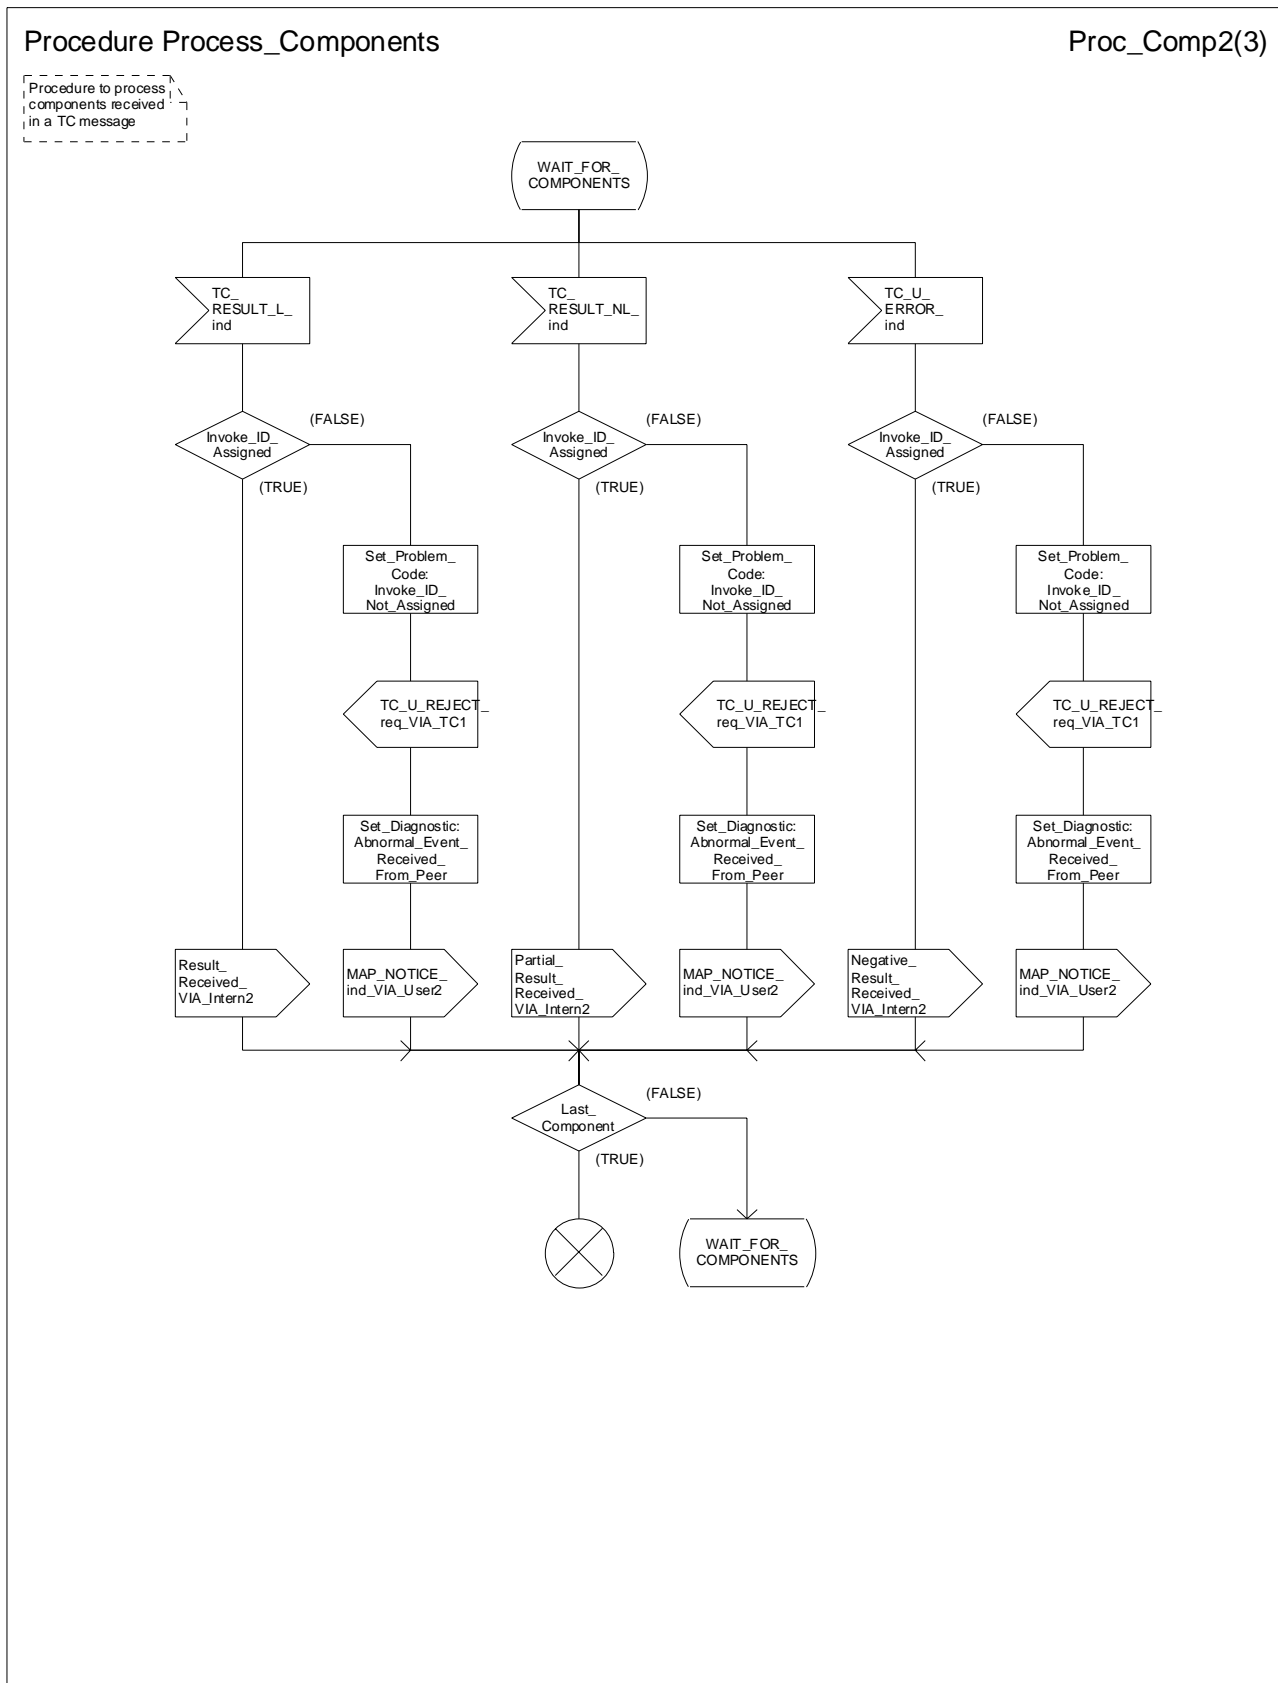 Procedure Process_Components
Proc_Comp2(3)
Procedure to process
components received
in a TC message
WAIT_FOR_
COMPONENTS
TC_
RESULT_L_
ind
TC_
RESULT_NL_
ind
TC_U_
ERROR_
ind
(FALSE)
Invoke_ID_
Assigned
(TRUE)
(FALSE)
Invoke_ID_
Assigned
(TRUE)
(FALSE)
Invoke_ID_
Assigned
(TRUE)
Set_Problem_
Code:
Invoke_ID_
Not_Assigned
Set_Problem_
Code:
Invoke_ID_
Not_Assigned
Set_Problem_
Code:
Invoke_ID_
Not_Assigned
TC_U_REJECT_
req_VIA_TC1
TC_U_REJECT_
req_VIA_TC1
TC_U_REJECT_
req_VIA_TC1
Set_Diagnostic:
Abnormal_Event_
Received_
From_Peer
Set_Diagnostic:
Abnormal_Event_
Received_
From_Peer
Set_Diagnostic:
Abnormal_Event_
Received_
From_Peer
Result_
Received_
VIA_Intern2
MAP_NOTICE_
ind_VIA_User2
Partial_
Result_
Received_
VIA_Intern2
MAP_NOTICE_
ind_VIA_User2
Negative_
Result_
Received_
VIA_Intern2
MAP_NOTICE_
ind_VIA_User2
(FALSE)
Last_
Component
(TRUE)
WAIT_FOR_
COMPONENTS